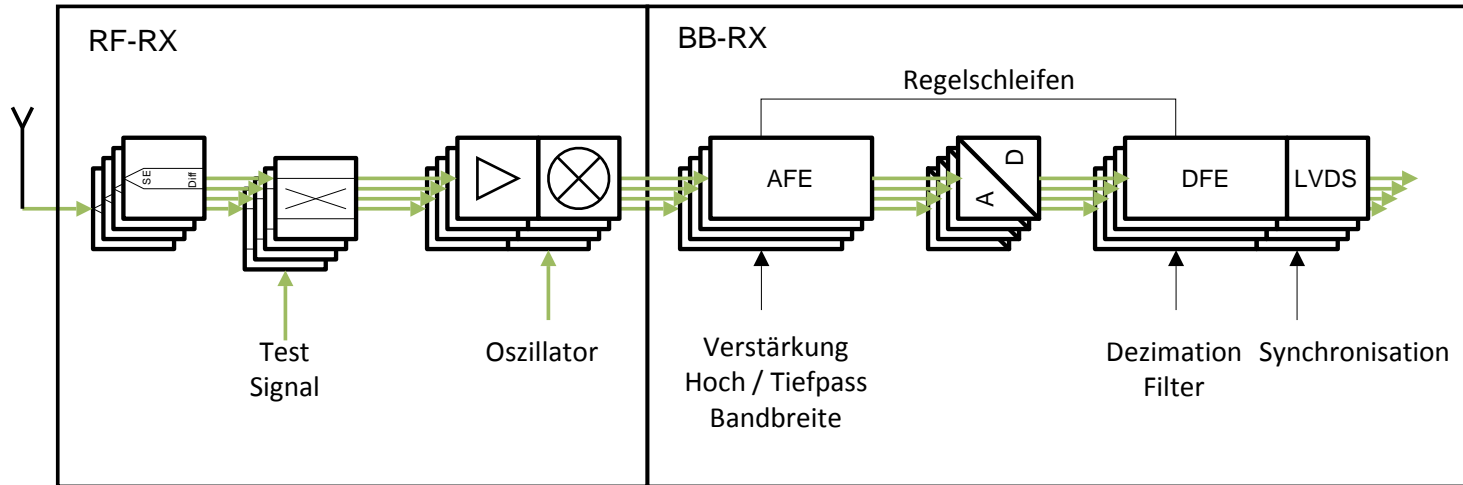 RF-RX
BB-RX
Regelschleifen
SE
Diff
AFE
A
D
DFE
LVDS
Test
Signal
Oszillator
Verstärkung
Hoch / Tiefpass
Bandbreite
Dezimation
Filter
Synchronisation